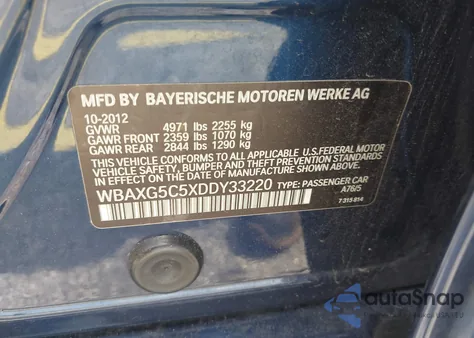 MFD BY BAYERISCHE MOTOREN WERKE AG
10-2012
GVWR 4971 lbs 2255 kg
GAWR FRONT 2359 lbs 1070 kg
GAWR REAR 2844 lbs 1290 kg
THIS VEHICLE CONFORMS TO ALL APPLICABLE U.S.FEDERAL MOTOR
VEHICLE SAFETY, BUMPER, AND THEFT PREVENTION STANDARDS
IN EFFECT ON THE DATE OF MANUFACTURE SHOWN ABOVE.
WBAXG5C5XDDY33220 TYPE: PASSENGER CAR
A76/5
7 315 814
autoSnap